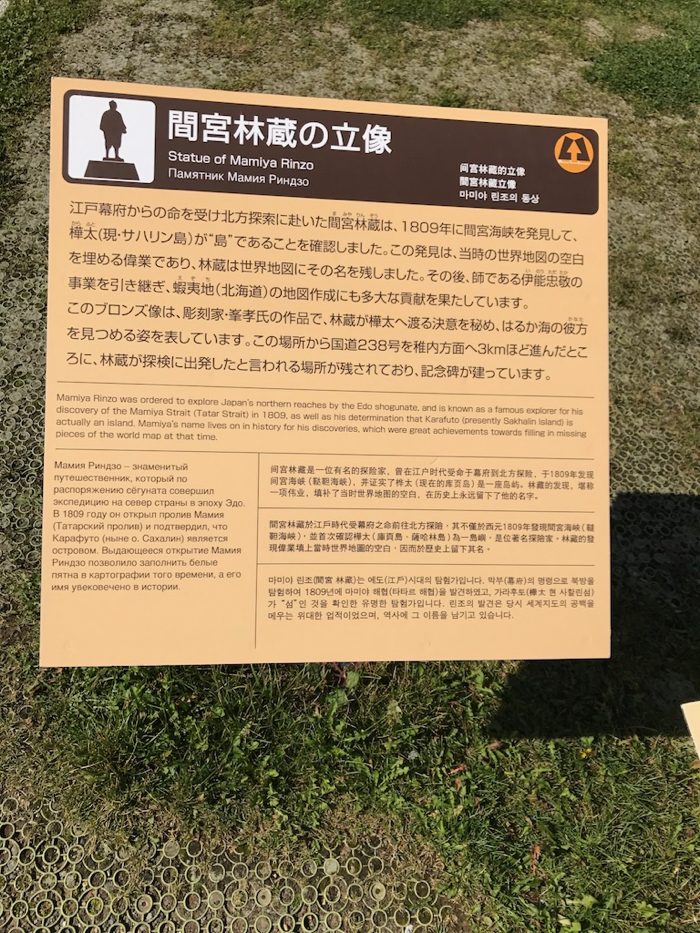 間宮林蔵の立像
Statue of Mamiya Rinzo
Памятник Мамия Риндзо
间宫林藏的立像
間宮林藏立像
마미야 린조의 동상
江戸幕府からの命を受け北方探索に赴いた間宮林蔵は、1809年に間宮海峡を発見して、
樺太(現・サハリン島)が“島”であることを確認しました。この発見は、当時の世界地図の空白
を埋める偉業であり、林蔵は世界地図にその名を残しました。その後、師である伊能忠敬の
事業を引き継ぎ、蝦夷地(北海道)の地図作成にも多大な貢献を果たしています。
このブロンズ像は、彫刻家・峯孝氏の作品で、林蔵が樺太へ渡る決意を秘め、はるか海の彼方
を見つめる姿を表しています。この場所から国道238号を稚内方面へ3kmほど進んだとこ
ろに、林蔵が探検に出発したと言われる場所が残されており、記念碑が建っています。
Mamiya Rinzo was ordered to explore Japan's northern reaches by the Edo shogunate, and is known as a famous explorer for his
discovery of the Mamiya Strait (Tatar Strait) in 1809, as well as his determination that Karafuto (presently Sakhalin Island) is
actually an island. Mamiya's name lives on in history for his discoveries, which were great achievements towards filling in missing
pieces of the world map at that time.
Мамия Риндзо – знаменитый
путешественник, который по
распоряжению сёгуната совершил
экспедицию на север страны в эпоху Эдо.
В 1809 году он открыл пролив Мамия
(Татарский пролив) и подтвердил, что
Карафуто (ныне о. Сахалин) является
островом. Выдающееся открытие Мамия
Риндзо позволило заполнить белые
пятна в картографии того времени, а его
имя увековечено в истории.
间宫林藏是一位有名的探险家，曾在江户时代受命于幕府到北方探险，于1809年发现
间宫海峡（鞑靼海峡），并证实了桦太（现在的库页岛）是一座岛屿。林藏的发现，堪称
一项伟业，填补了当时世界地图的空白，在历史上永远留下了他的名字。
間宮林藏於江戶時代受幕府之命前往北方探險，其不僅於西元1809年發現間宮海峽（韃
靼海峽），並首次確認樺太（庫頁島、薩哈林島）為一島嶼，是位著名探險家。林藏的發
現偉業填上當時世界地圖的空白，因而於歷史上留下其名。
마미야 린조(間宮 林蔵)는 에도(江戸)시대의 탐험가입니다. 막부(幕府)의 명령으로 북방을
탐험하여 1809년에 마미야 해협(타타르 해협)을 발견하였고, 가라후토(樺太 현 사할린섬)
가 “섬”인 것을 확인한 유명한 탐험가입니다. 린조의 발견은 당시 세계지도의 공백을
메우는 위대한 업적이었으며, 역사에 그 이름을 남기고 있습니다.